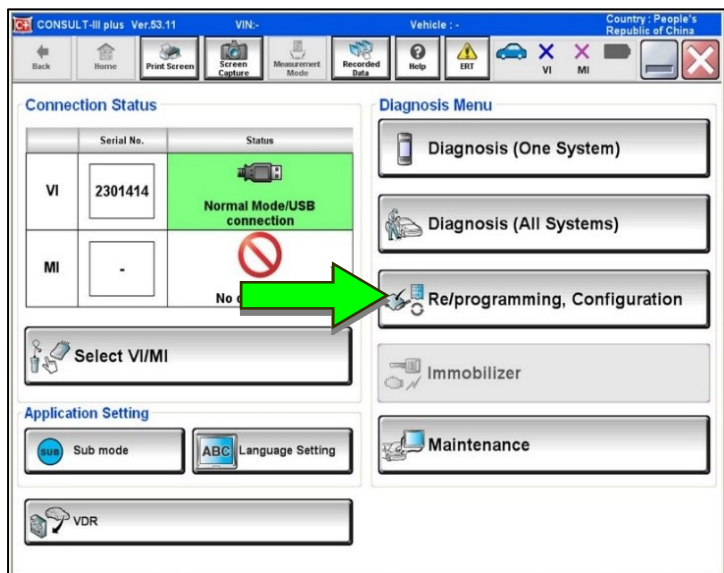 C+ CONSULT-III plus Ver.53.11 VIN:- Vehicle : - Country : People's
Republic of China
Back
Home
Print Screen
Screen
Capture
Measurement
Mode
Recorded
Data
Help
ERT
VI
MI
Connection Status
Serial No. Status
VI
2301414
Normal Mode/USB
connection
MI
-
No
Select VI/MI
Application Setting
SUB
Sub mode
ABC
Language Setting
VDR
Diagnosis Menu
Diagnosis (One System)
Diagnosis (All Systems)
Re/programming, Configuration
Immobilizer
Maintenance